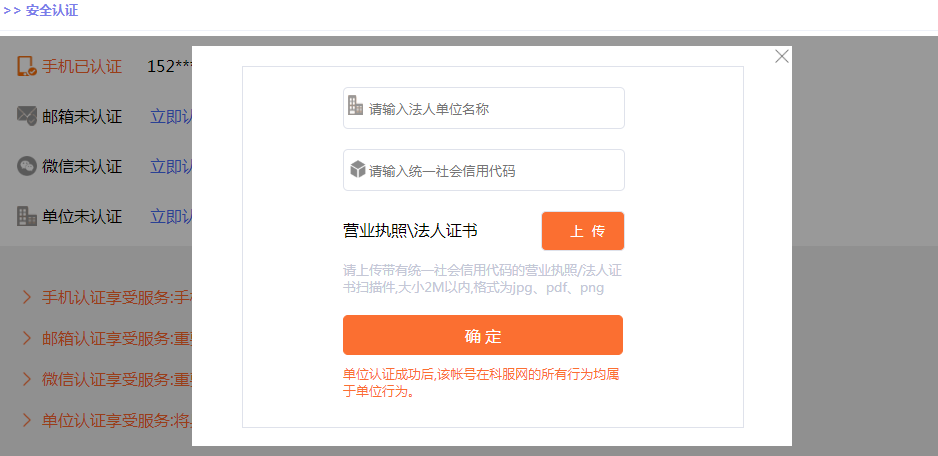 >> 安全认证
手机已认证 152***
邮箱未认证 立即认
微信未认证 立即认
单位未认证 立即认
手机认证享受服务:手
邮箱认证享受服务:重
微信认证享受服务:重
单位认证享受服务:将
请输入法人单位名称
请输入统一社会信用代码
营业执照\法人证书 上 传
请上传带有统一社会信用代码的营业执照/法人证
书扫描件,大小2M以内,格式为jpg、pdf、png
确 定
单位认证成功后,该帐号在科服网的所有行为均属
于单位行为。